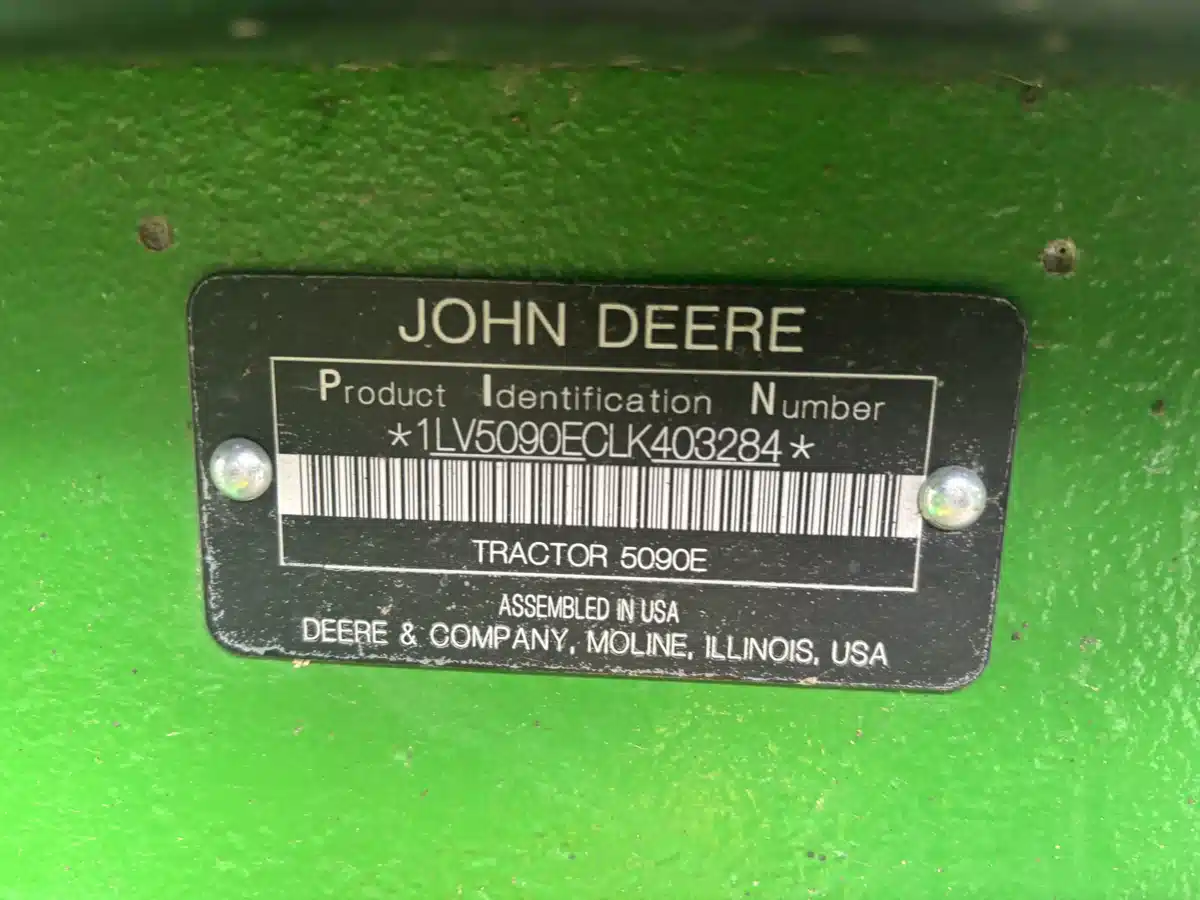 JOHN DEERE
Product Identification Number
*1LV5090ECLK403284*
TRACTOR 5090E
ASSEMBLED IN USA
DEERE & COMPANY, MOLINE, ILLINOIS, USA